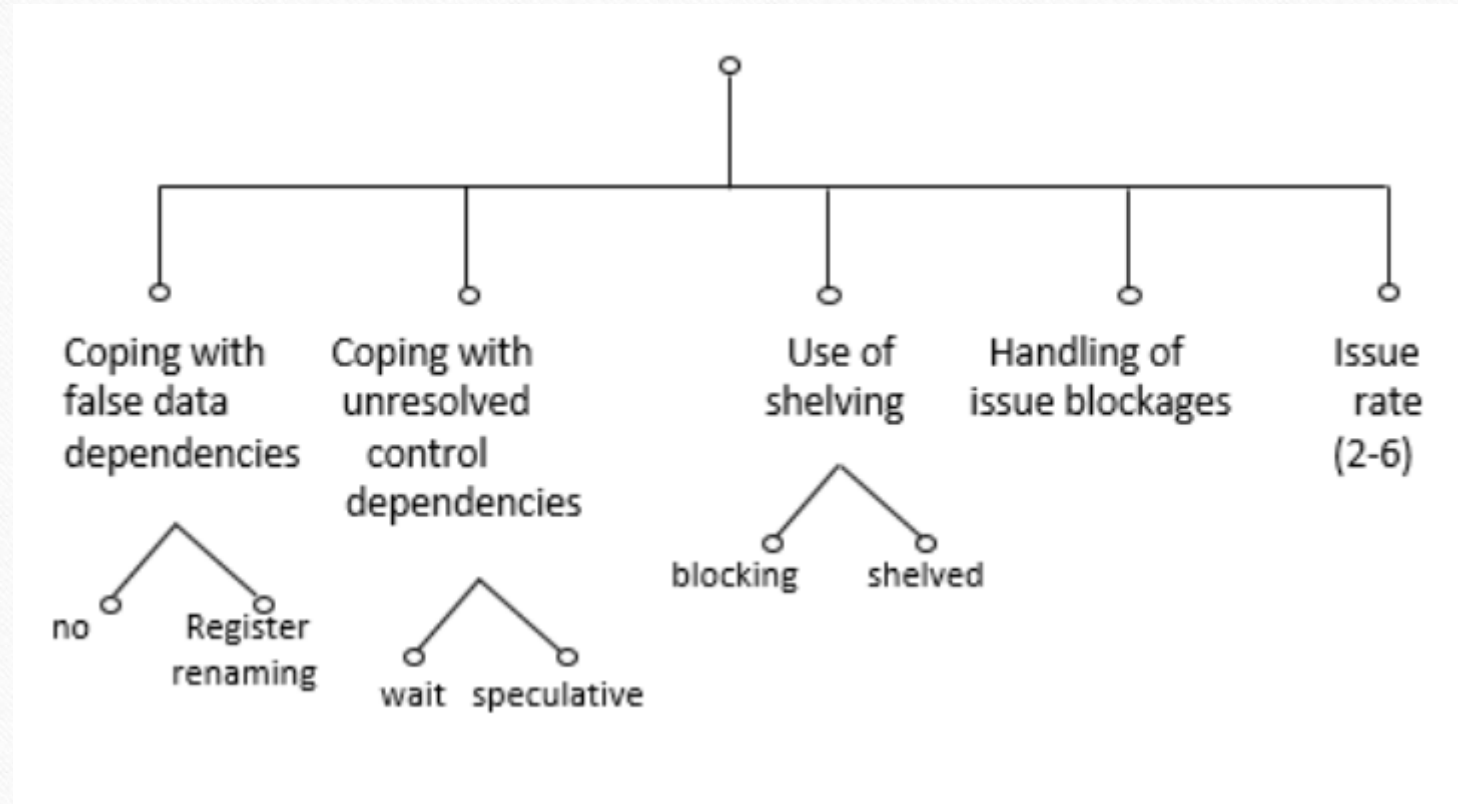 Coping with
false data
dependencies
no
Register
renaming
Coping with
unresolved
control
dependencies
wait
speculative
Use of
shelving
blocking
shelved
Handling of
issue blockages
Issue
rate
(2-6)